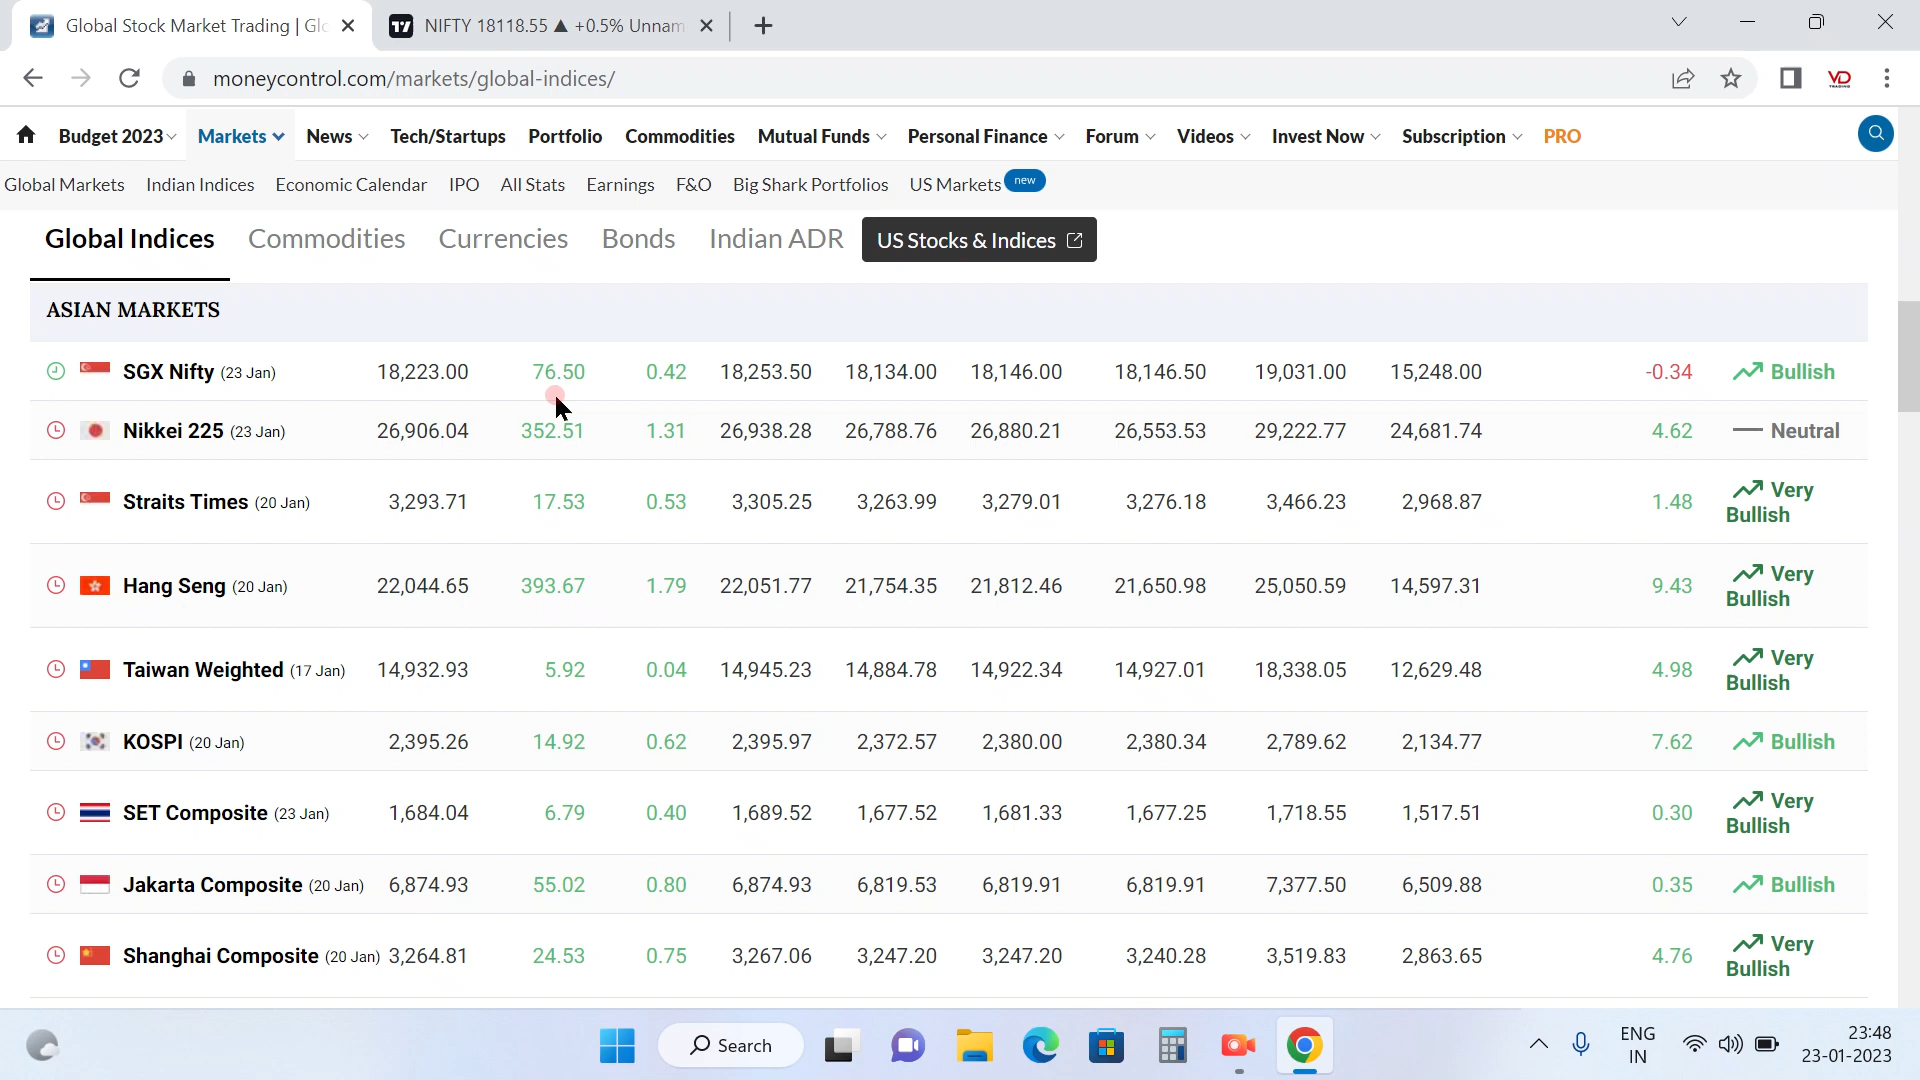 Global Stock Market Trading | Glo
NIFTY 18118.55 ▲ +0.5% Unnam
moneycontrol.com/markets/global-indices/
VD
Budget 2023 Markets News Tech/Startups Portfolio Commodities Mutual Funds Personal Finance Forum Videos Invest Now Subscription PRO
Global Markets Indian Indices Economic Calendar IPO All Stats Earnings F&O Big Shark Portfolios US Markets new
Global Indices Commodities Currencies Bonds Indian ADR US Stocks & Indices
ASIAN MARKETS
SGX Nifty (23 Jan) 18,223.00 76.50 0.42 18,253.50 18,134.00 18,146.00 18,146.50 19,031.00 15,248.00 -0.34 Bullish
Nikkei 225 (23 Jan) 26,906.04 352.51 1.31 26,938.28 26,788.76 26,880.21 26,553.53 29,222.77 24,681.74 4.62 Neutral
Straits Times (20 Jan) 3,293.71 17.53 0.53 3,305.25 3,263.99 3,279.01 3,276.18 3,466.23 2,968.87 1.48 Very
Bullish
Hang Seng (20 Jan) 22,044.65 393.67 1.79 22,051.77 21,754.35 21,812.46 21,650.98 25,050.59 14,597.31 9.43 Very
Bullish
Taiwan Weighted (17 Jan) 14,932.93 5.92 0.04 14,945.23 14,884.78 14,922.34 14,927.01 18,338.05 12,629.48 4.98 Very
Bullish
KOSPI (20 Jan) 2,395.26 14.92 0.62 2,395.97 2,372.57 2,380.00 2,380.34 2,789.62 2,134.77 7.62 Bullish
SET Composite (23 Jan) 1,684.04 6.79 0.40 1,689.52 1,677.52 1,681.33 1,677.25 1,718.55 1,517.51 0.30 Very
Bullish
Jakarta Composite (20 Jan) 6,874.93 55.02 0.80 6,874.93 6,819.53 6,819.91 6,819.91 7,377.50 6,509.88 0.35 Bullish
Shanghai Composite (20 Jan) 3,264.81 24.53 0.75 3,267.06 3,247.20 3,247.20 3,240.28 3,519.83 2,863.65 4.76 Very
Bullish
Search
ENG
IN
23:48
23-01-2023